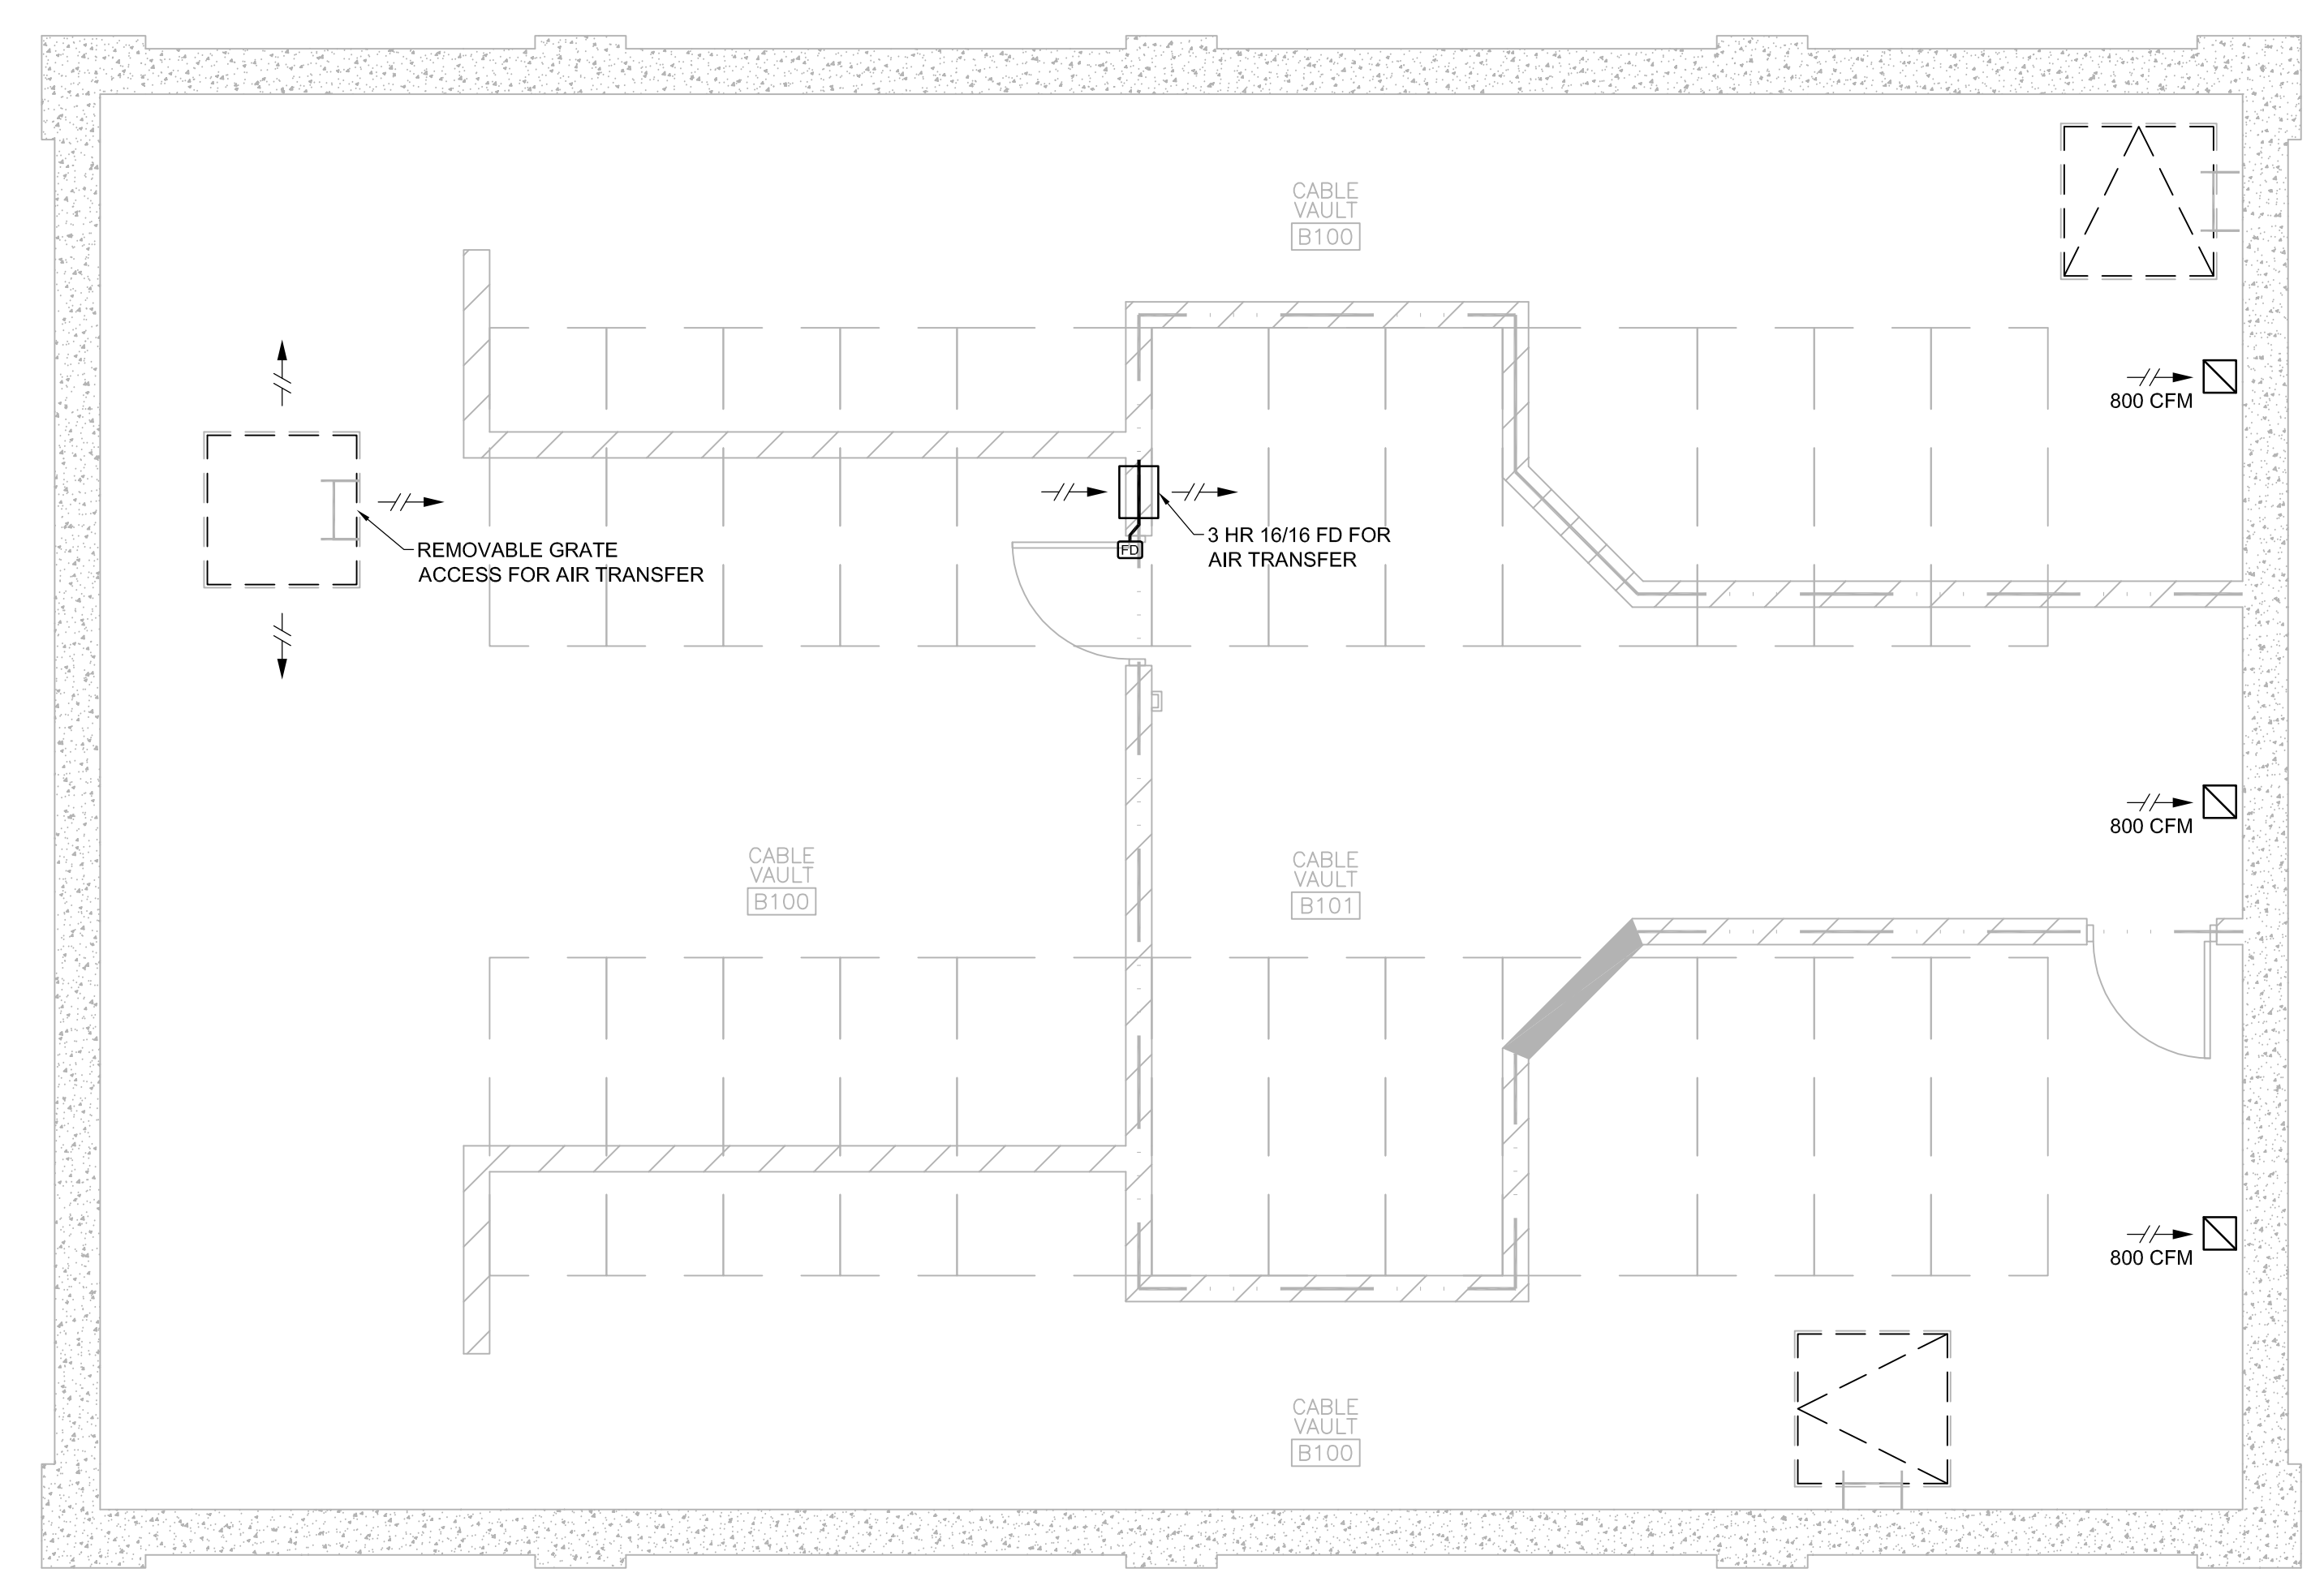 CABLE
VAULT
B100
800 CFM
REMOVABLE GRATE
ACCESS FOR AIR TRANSFER
3 HR 16/16 FD FOR
AIR TRANSFER
FD
800 CFM
CABLE
VAULT
B100
CABLE
VAULT
B101
800 CFM
CABLE
VAULT
B100